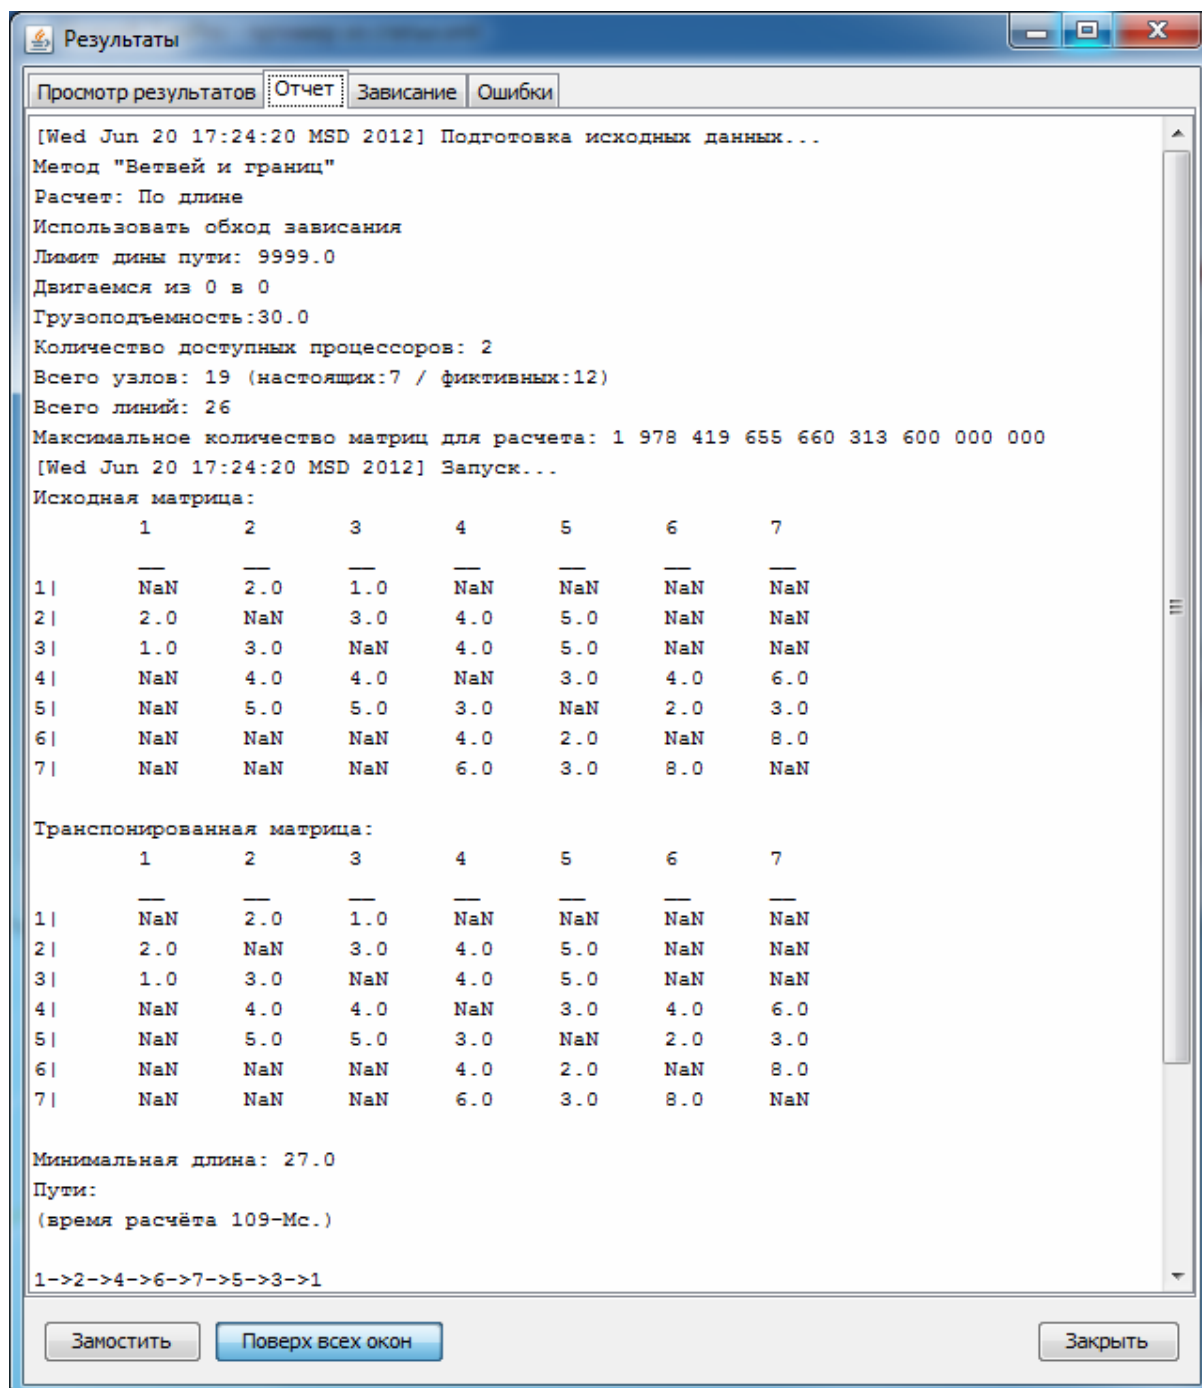 Результаты
Просмотр результатов Отчет Зависание Ошибки
[Wed Jun 20 17:24:20 MSD 2012] Подготовка исходных данных...
Метод "Ветвей и границ"
Расчет: По длине
Использовать обход зависания
Лимит дины пути: 9999.0
Двигаемся из 0 в 0
Грузоподъемность:30.0
Количество доступных процессоров: 2
Всего узлов: 19 (настоящих:7 / фиктивных:12)
Всего линий: 26
Максимальное количество матриц для расчета: 1 978 419 655 660 313 600 000 000
[Wed Jun 20 17:24:20 MSD 2012] Запуск...
Исходная матрица:
1 2 3 4 5 6 7
__ __ __ __ __ __ __
1| NaN 2.0 1.0 NaN NaN NaN NaN
2| 2.0 NaN 3.0 4.0 5.0 NaN NaN
3| 1.0 3.0 NaN 4.0 5.0 NaN NaN
4| NaN 4.0 4.0 NaN 3.0 4.0 6.0
5| NaN 5.0 5.0 3.0 NaN 2.0 3.0
6| NaN NaN NaN 4.0 2.0 NaN 8.0
7| NaN NaN NaN 6.0 3.0 8.0 NaN
Транспонированная матрица:
1 2 3 4 5 6 7
__ __ __ __ __ __ __
1| NaN 2.0 1.0 NaN NaN NaN NaN
2| 2.0 NaN 3.0 4.0 5.0 NaN NaN
3| 1.0 3.0 NaN 4.0 5.0 NaN NaN
4| NaN 4.0 4.0 NaN 3.0 4.0 6.0
5| NaN 5.0 5.0 3.0 NaN 2.0 3.0
6| NaN NaN NaN 4.0 2.0 NaN 8.0
7| NaN NaN NaN 6.0 3.0 8.0 NaN
Минимальная длина: 27.0
Пути:
(время расчёта 109-Мс.)
1->2->4->6->7->5->3->1
Замостить Поверх всех окон Закрыть